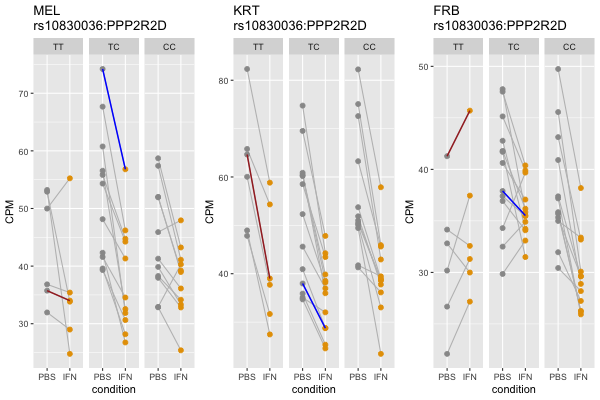 MEL
rs10830036:PPP2R2D
TT TC CC
CPM
70
60
50
40
30
PBS IFN PBS IFN PBS IFN
condition
KRT
rs10830036:PPP2R2D
TT TC CC
CPM
80
60
40
PBS IFN PBS IFN PBS IFN
condition
FRB
rs10830036:PPP2R2D
TT TC CC
CPM
50
40
30
PBS IFN PBS IFN PBS IFN
condition